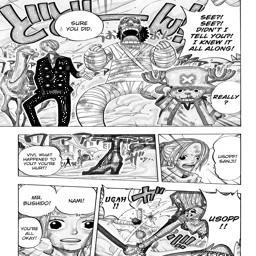 SEE?!
SEE?!
DIDN'T
I TELL
YOU?! I
KNEW IT
ALL ALONG!
SURE
YOU DID.
REALLY
?
USOPP!
SANJI!
VIVI, WHAT
HAPPENED TO
YOU? YOU'RE
HURT!
USOPP
!!
UGAH
!!
NAMI!
MR.
BUSHIDO!
YOU'RE
ALL
OKAY!